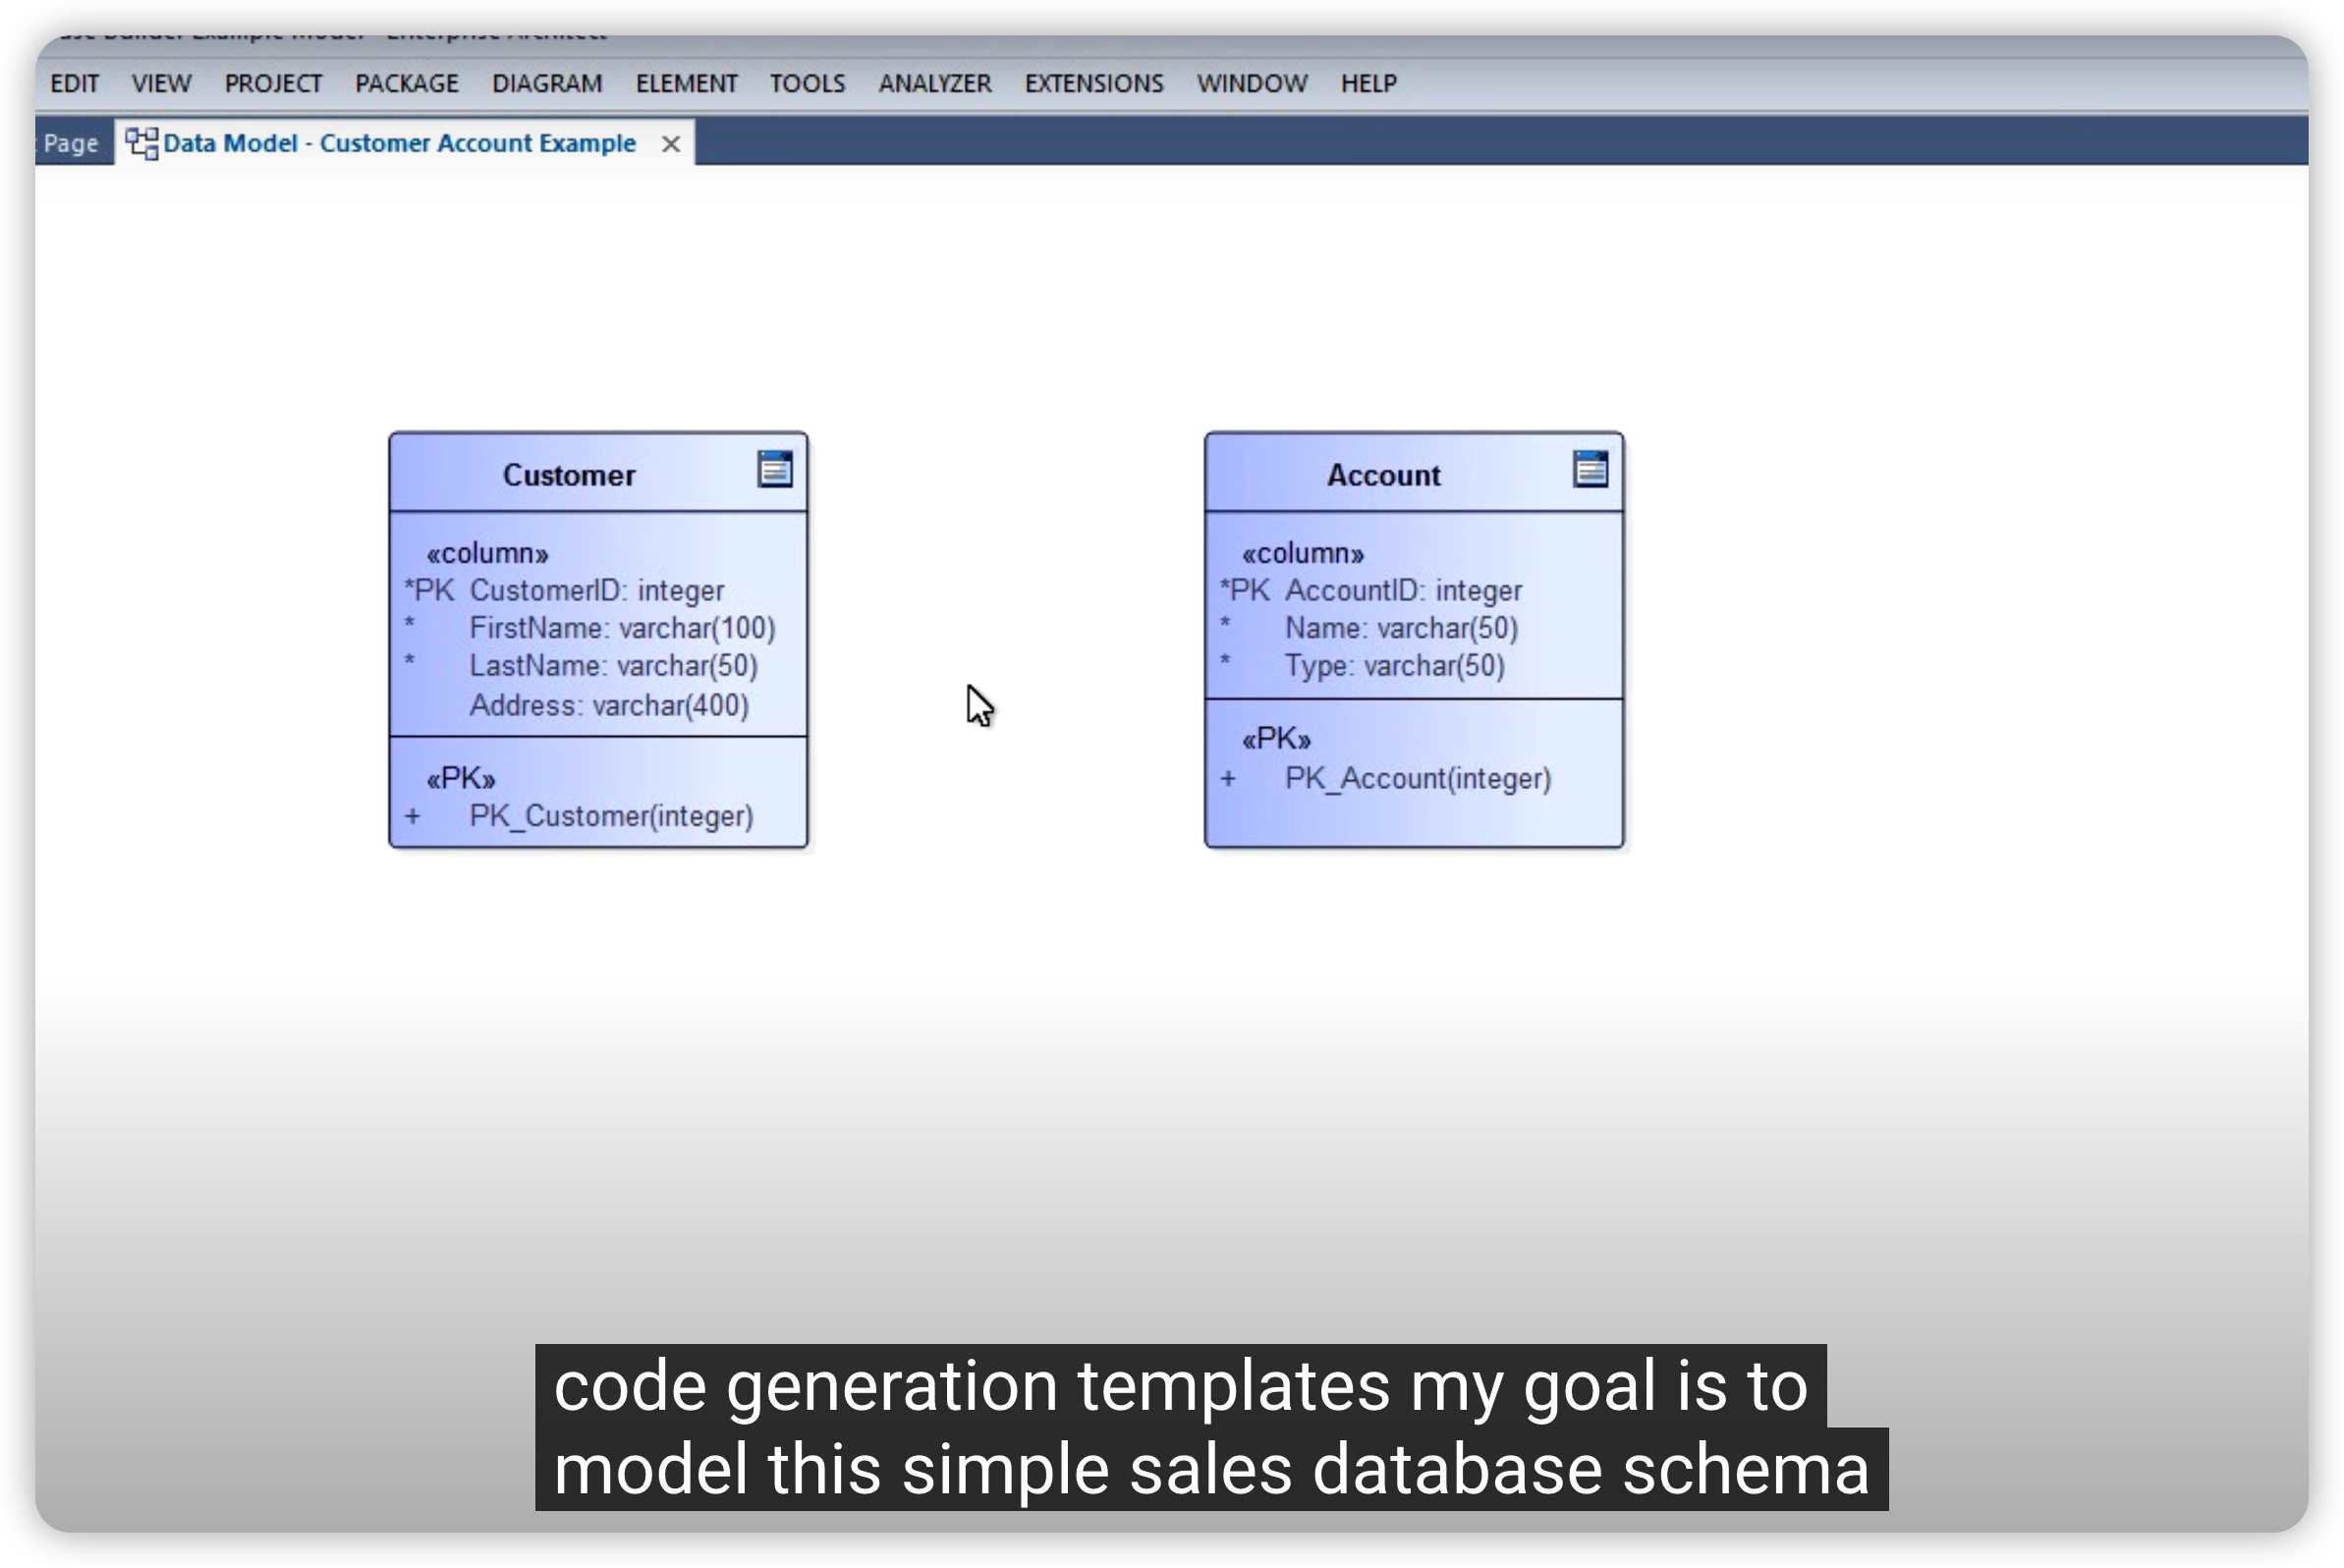 EDIT VIEW PROJECT PACKAGE DIAGRAM ELEMENT TOOLS ANALYZER EXTENSIONS WINDOW HELP
Page Data Model - Customer Account Example
Customer
«column»
*PK CustomerID: integer
* FirstName: varchar(100)
* LastName: varchar(50)
Address: varchar(400)
«PK»
+ PK_Customer(integer)
Account
«column»
*PK AccountID: integer
* Name: varchar(50)
* Type: varchar(50)
«PK»
+ PK_Account(integer)
code generation templates my goal is to
model this simple sales database schema